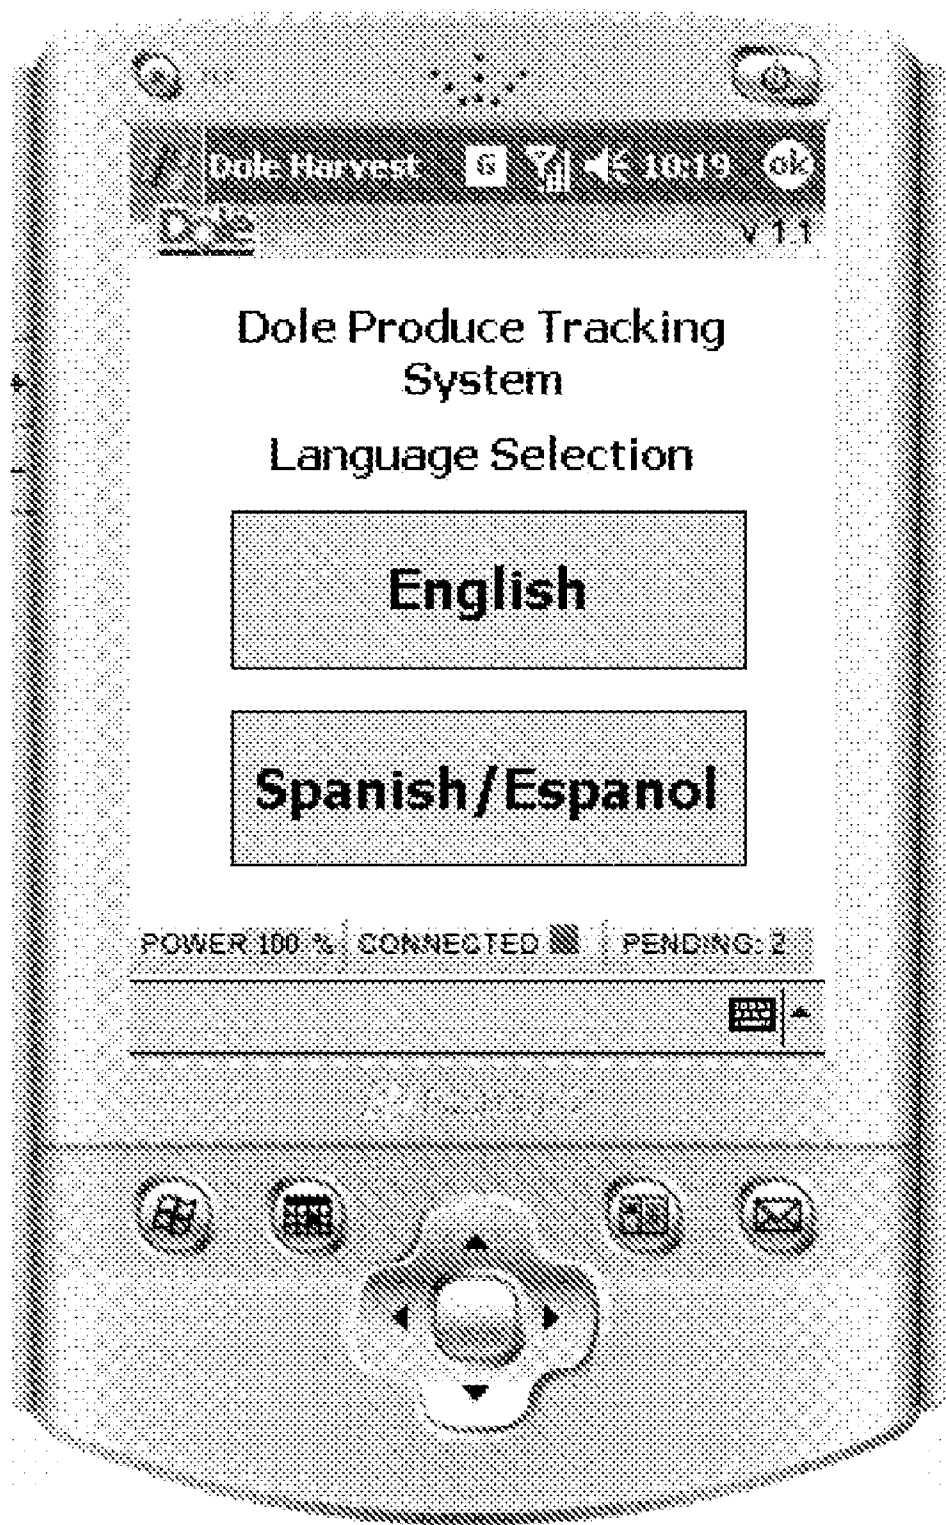 Dole Harvest G 10:19 ok
Dole v 1.1
Dole Produce Tracking
System
Language Selection
English
Spanish/Espanol
POWER 100 % CONNECTED PENDING: 2